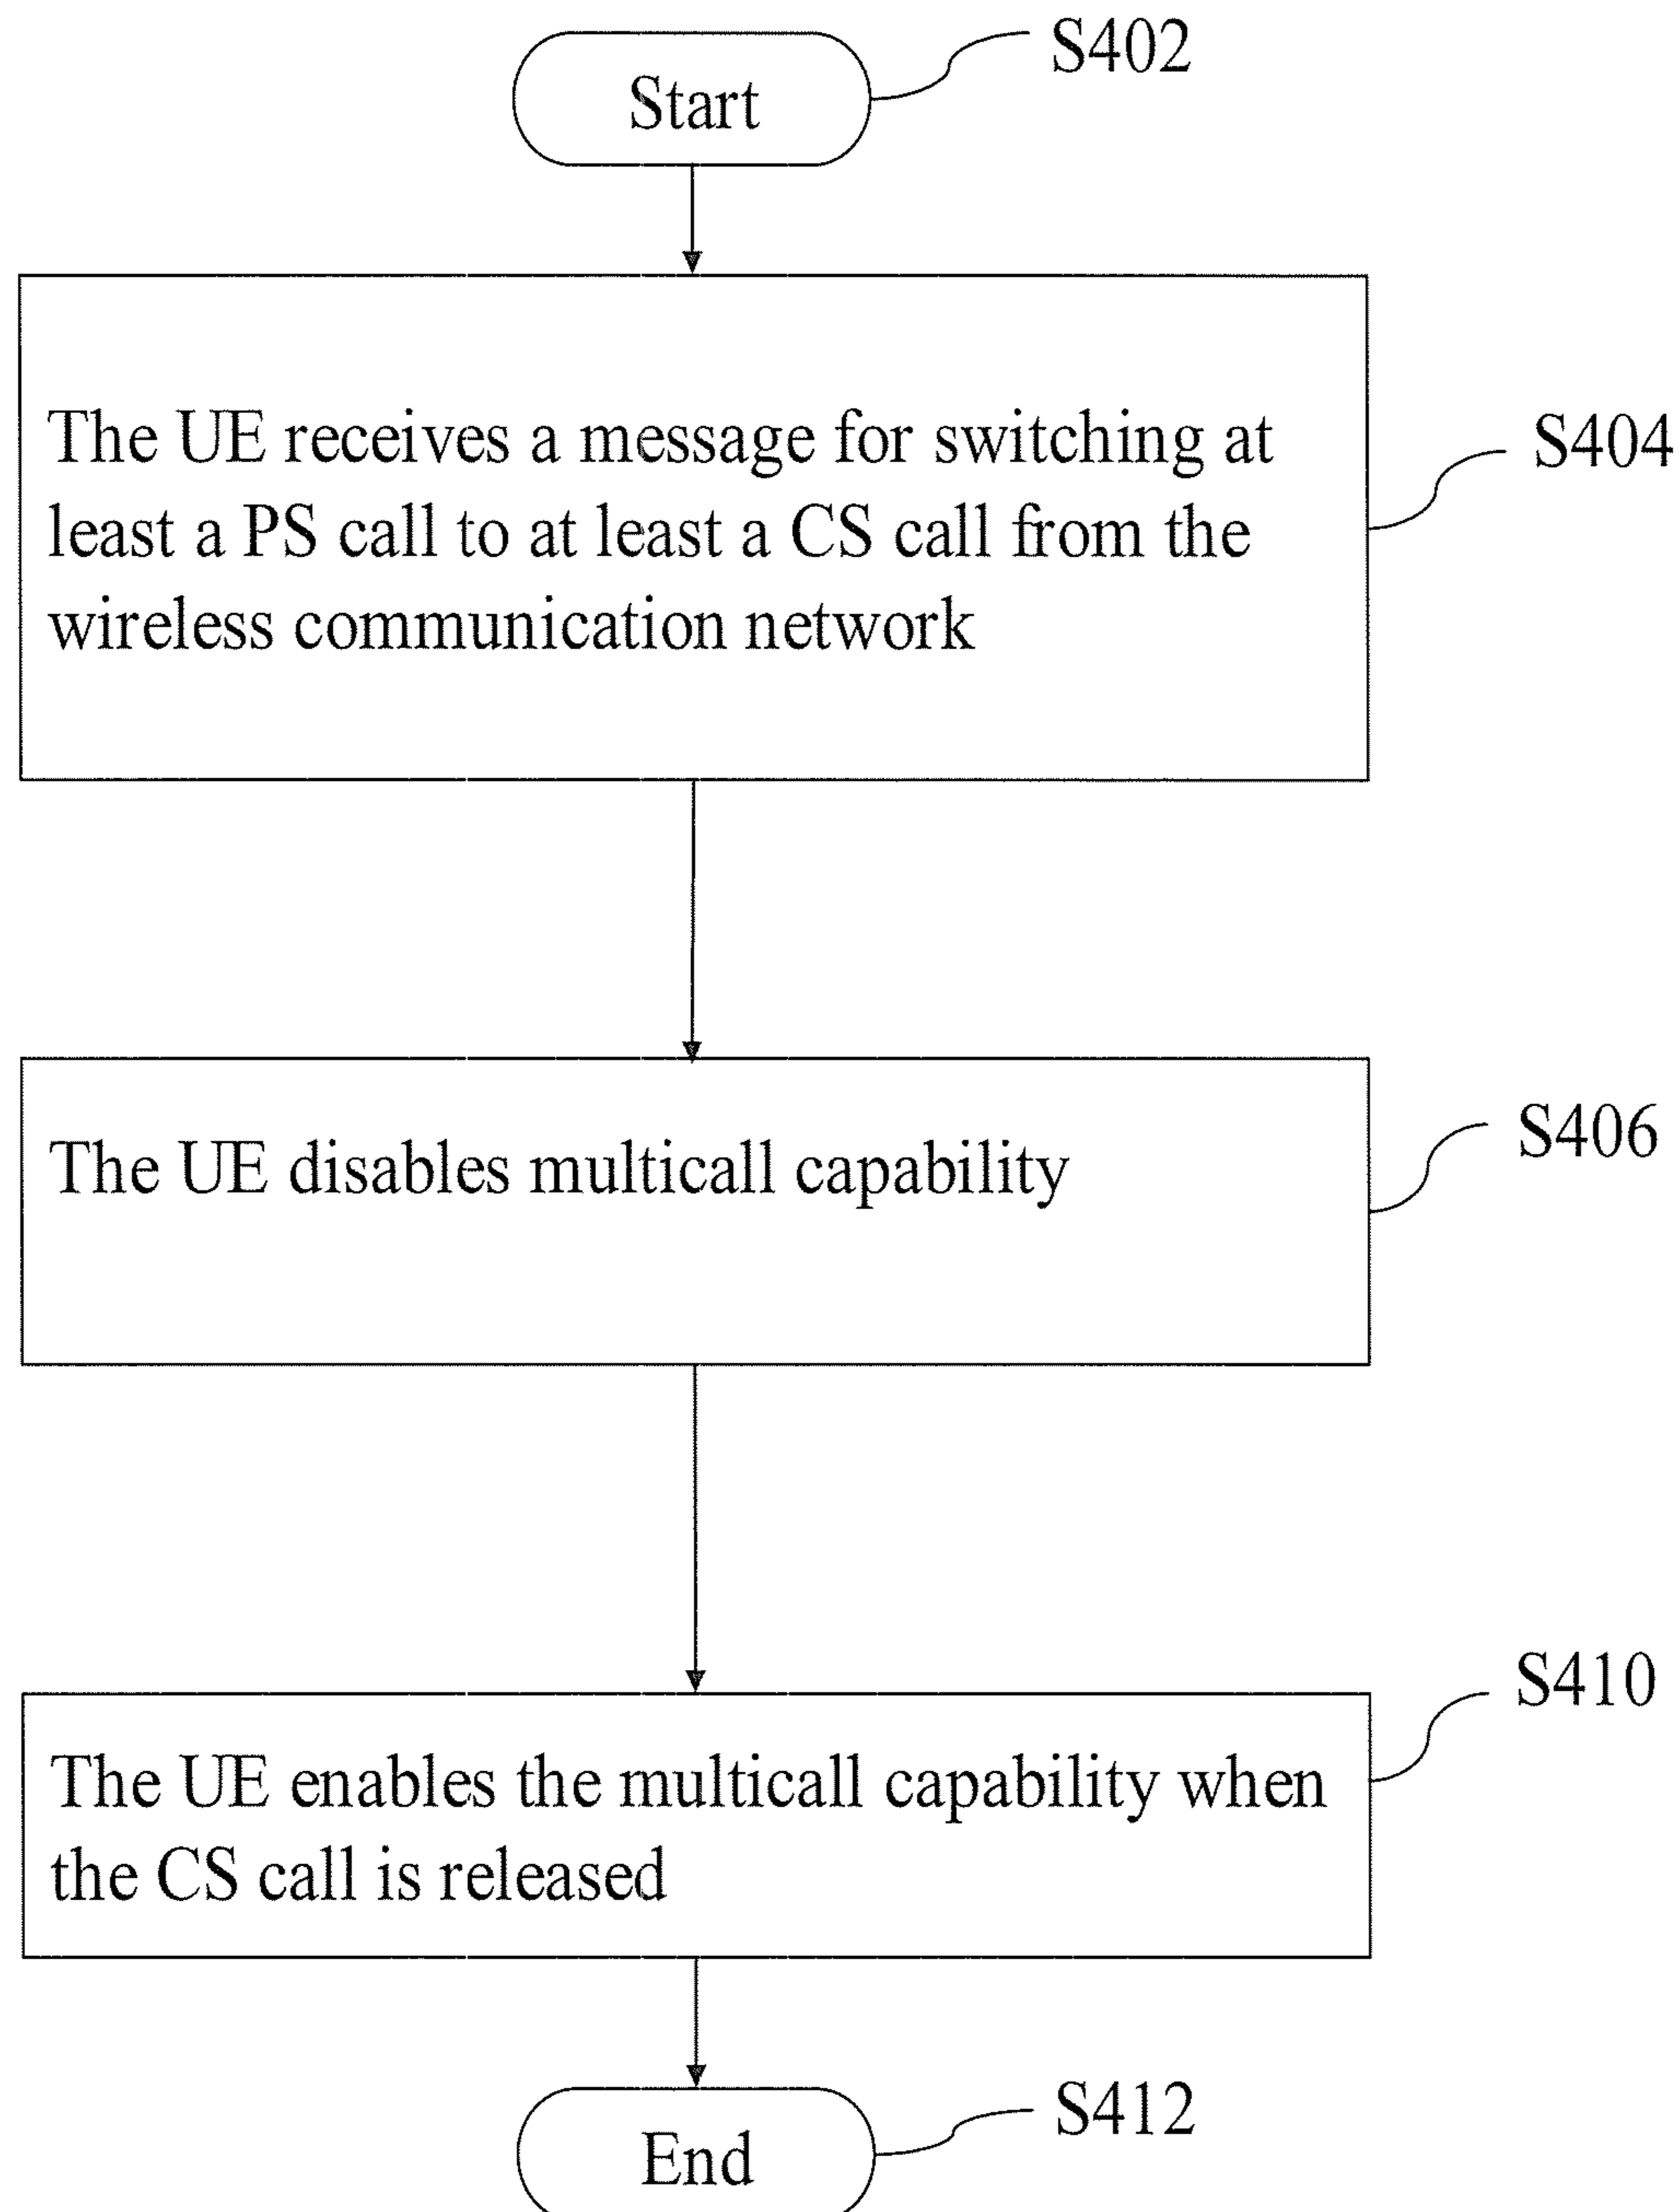 Start
S402
The UE receives a message for switching at
least a PS call to at least a CS call from the
wireless communication network
S404
The UE disables multicall capability
S406
The UE enables the multicall capability when
the CS call is released
S410
End
S412